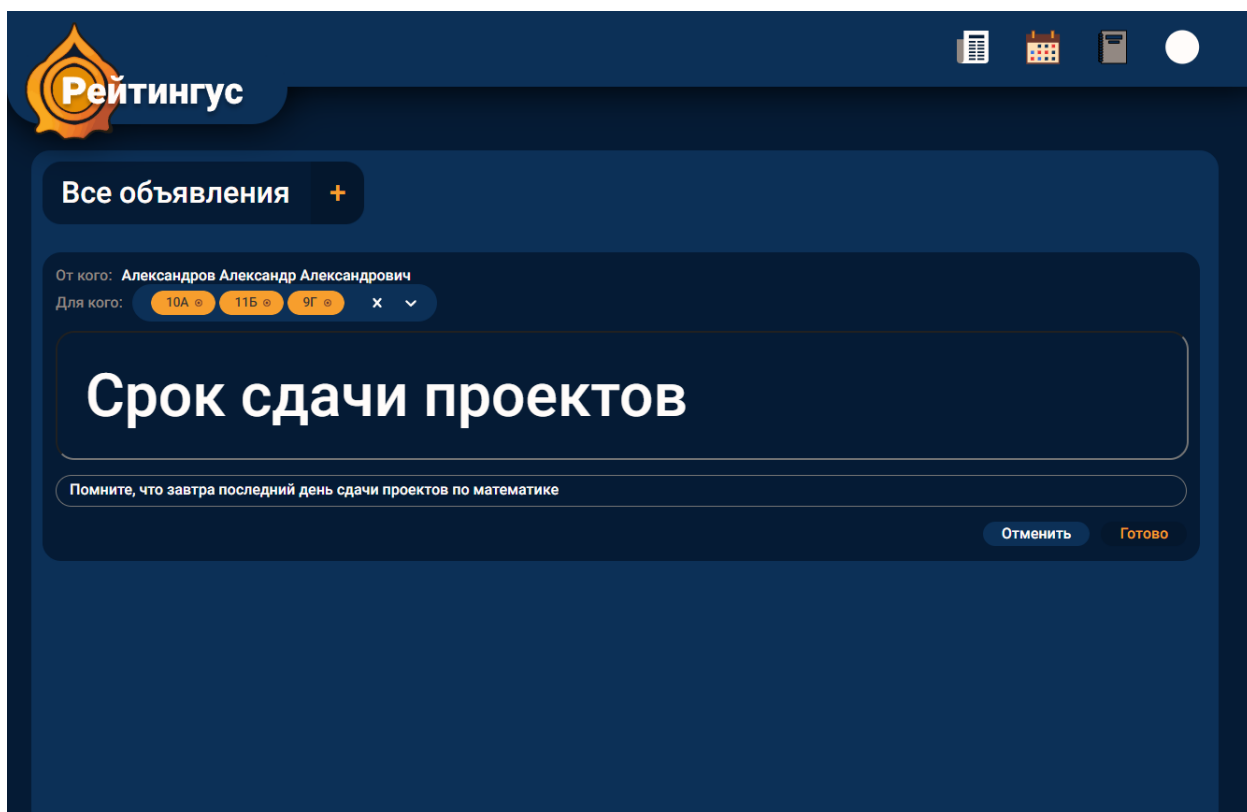 Рейтингус
Все объявления +
От кого: Александров Александр Александрович
Для кого: 10А 11Б 9Г
Срок сдачи проектов
Помните, что завтра последний день сдачи проектов по математике
Отменить Готово